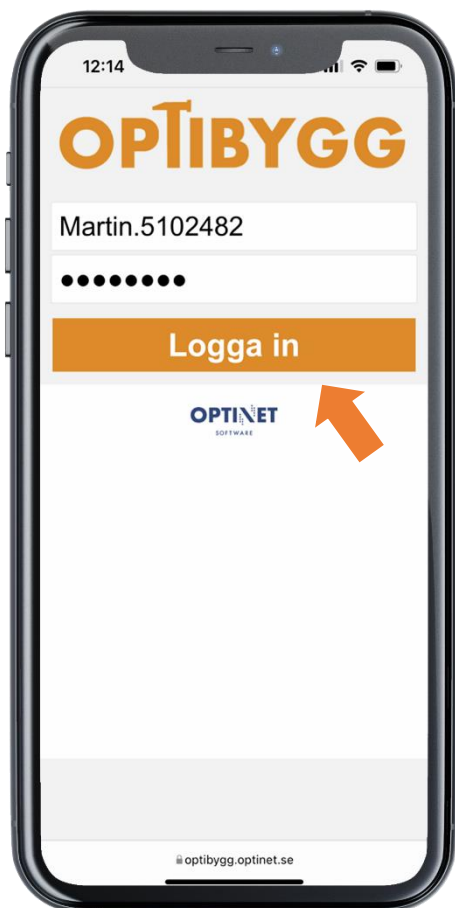 12:14
OPTIBYGG
Martin.5102482
••••••••
Logga in
OPTINET
SOFTWARE
optibygg.optinet.se